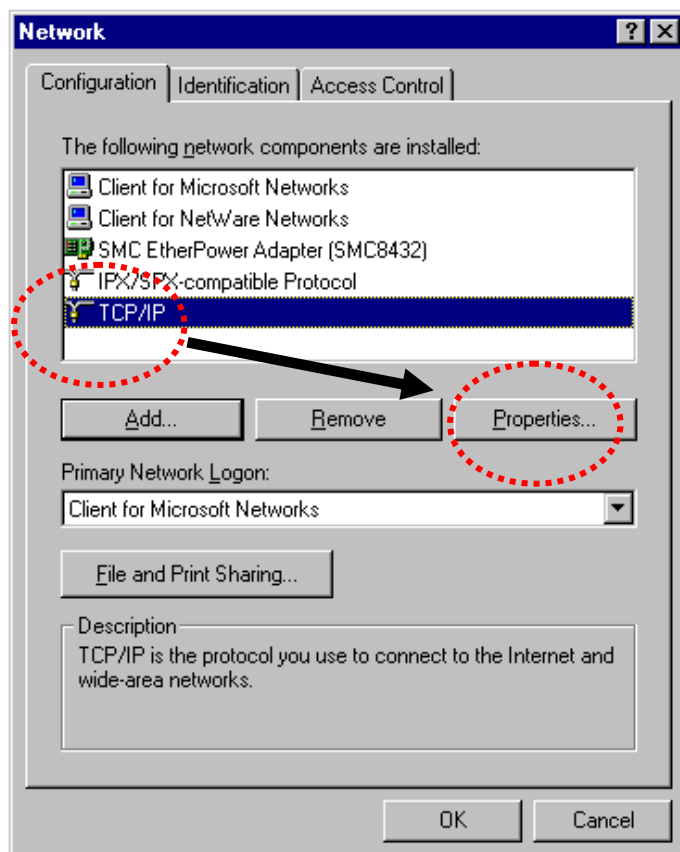 Network
Configuration Identification Access Control
The following network components are installed:
Client for Microsoft Networks
Client for NetWare Networks
SMC EtherPower Adapter (SMC8432)
IPX/SPX-compatible Protocol
TCP/IP
Add... Remove Properties...
Primary Network Logon:
Client for Microsoft Networks
File and Print Sharing...
Description
TCP/IP is the protocol you use to connect to the Internet and
wide-area networks.
OK Cancel